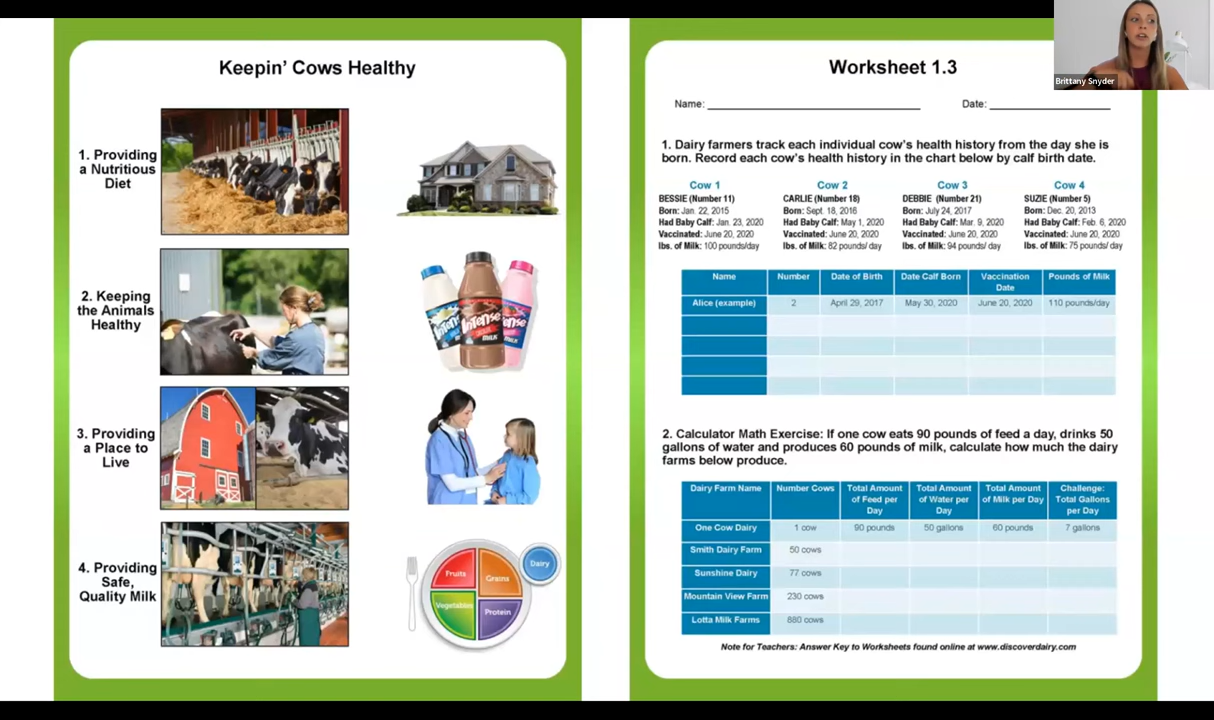 Keepin' Cows Healthy
1. Providing
a Nutritious
Diet
2. Keeping
the Animals
Healthy
Intense
MILK
3. Providing
a Place to
Live
4. Providing
Safe,
Quality Milk
Fruits
Grains
Dairy
Vegetables
Protein
Brittany Snyder
Worksheet 1.3
Name: Date:
1. Dairy farmers track each individual cow's health history from the day she is
born. Record each cow's health history in the chart below by calf birth date.
Cow 1 Cow 2 Cow 3 Cow 4
BESSIE (Number 11) CARLIE (Number 18) DEBBIE (Number 21) SUZIE (Number 5)
Born: Jan. 22, 2015 Born: Sept. 18, 2016 Born: July 24, 2017 Born: Dec. 20, 2013
Had Baby Calf: Jan. 23, 2020 Had Baby Calf: May 1, 2020 Had Baby Calf: Mar. 9, 2020 Had Baby Calf: Feb. 6, 2020
Vaccinated: June 20, 2020 Vaccinated: June 20, 2020 Vaccinated: June 20, 2020 Vaccinated: June 20, 2020
lbs. of Milk: 100 pounds/day lbs. of Milk: 82 pounds/ day lbs. of Milk: 94 pounds/ day lbs. of Milk: 75 pounds/ day
Name Number Date of Birth Date Calf Born Vaccination Pounds of Milk
Date
Alice (example) 2 April 29, 2017 May 30, 2020 June 20, 2020 110 pounds/day
2. Calculator Math Exercise: If one cow eats 90 pounds of feed a day, drinks 50
gallons of water and produces 60 pounds of milk, calculate how much the dairy
farms below produce.
Dairy Farm Name Number Cows Total Amount Total Amount Total Amount Challenge:
of Feed per of Water per of Milk per Day Total Gallons
Day Day per Day
One Cow Dairy 1 cow 90 pounds 50 gallons 60 pounds 7 gallons
Smith Dairy Farm 50 cows
Sunshine Dairy 77 cows
Mountain View Farm 230 cows
Lotta Milk Farms 880 cows
Note for Teachers: Answer Key to Worksheets found online at www.discoverdairy.com